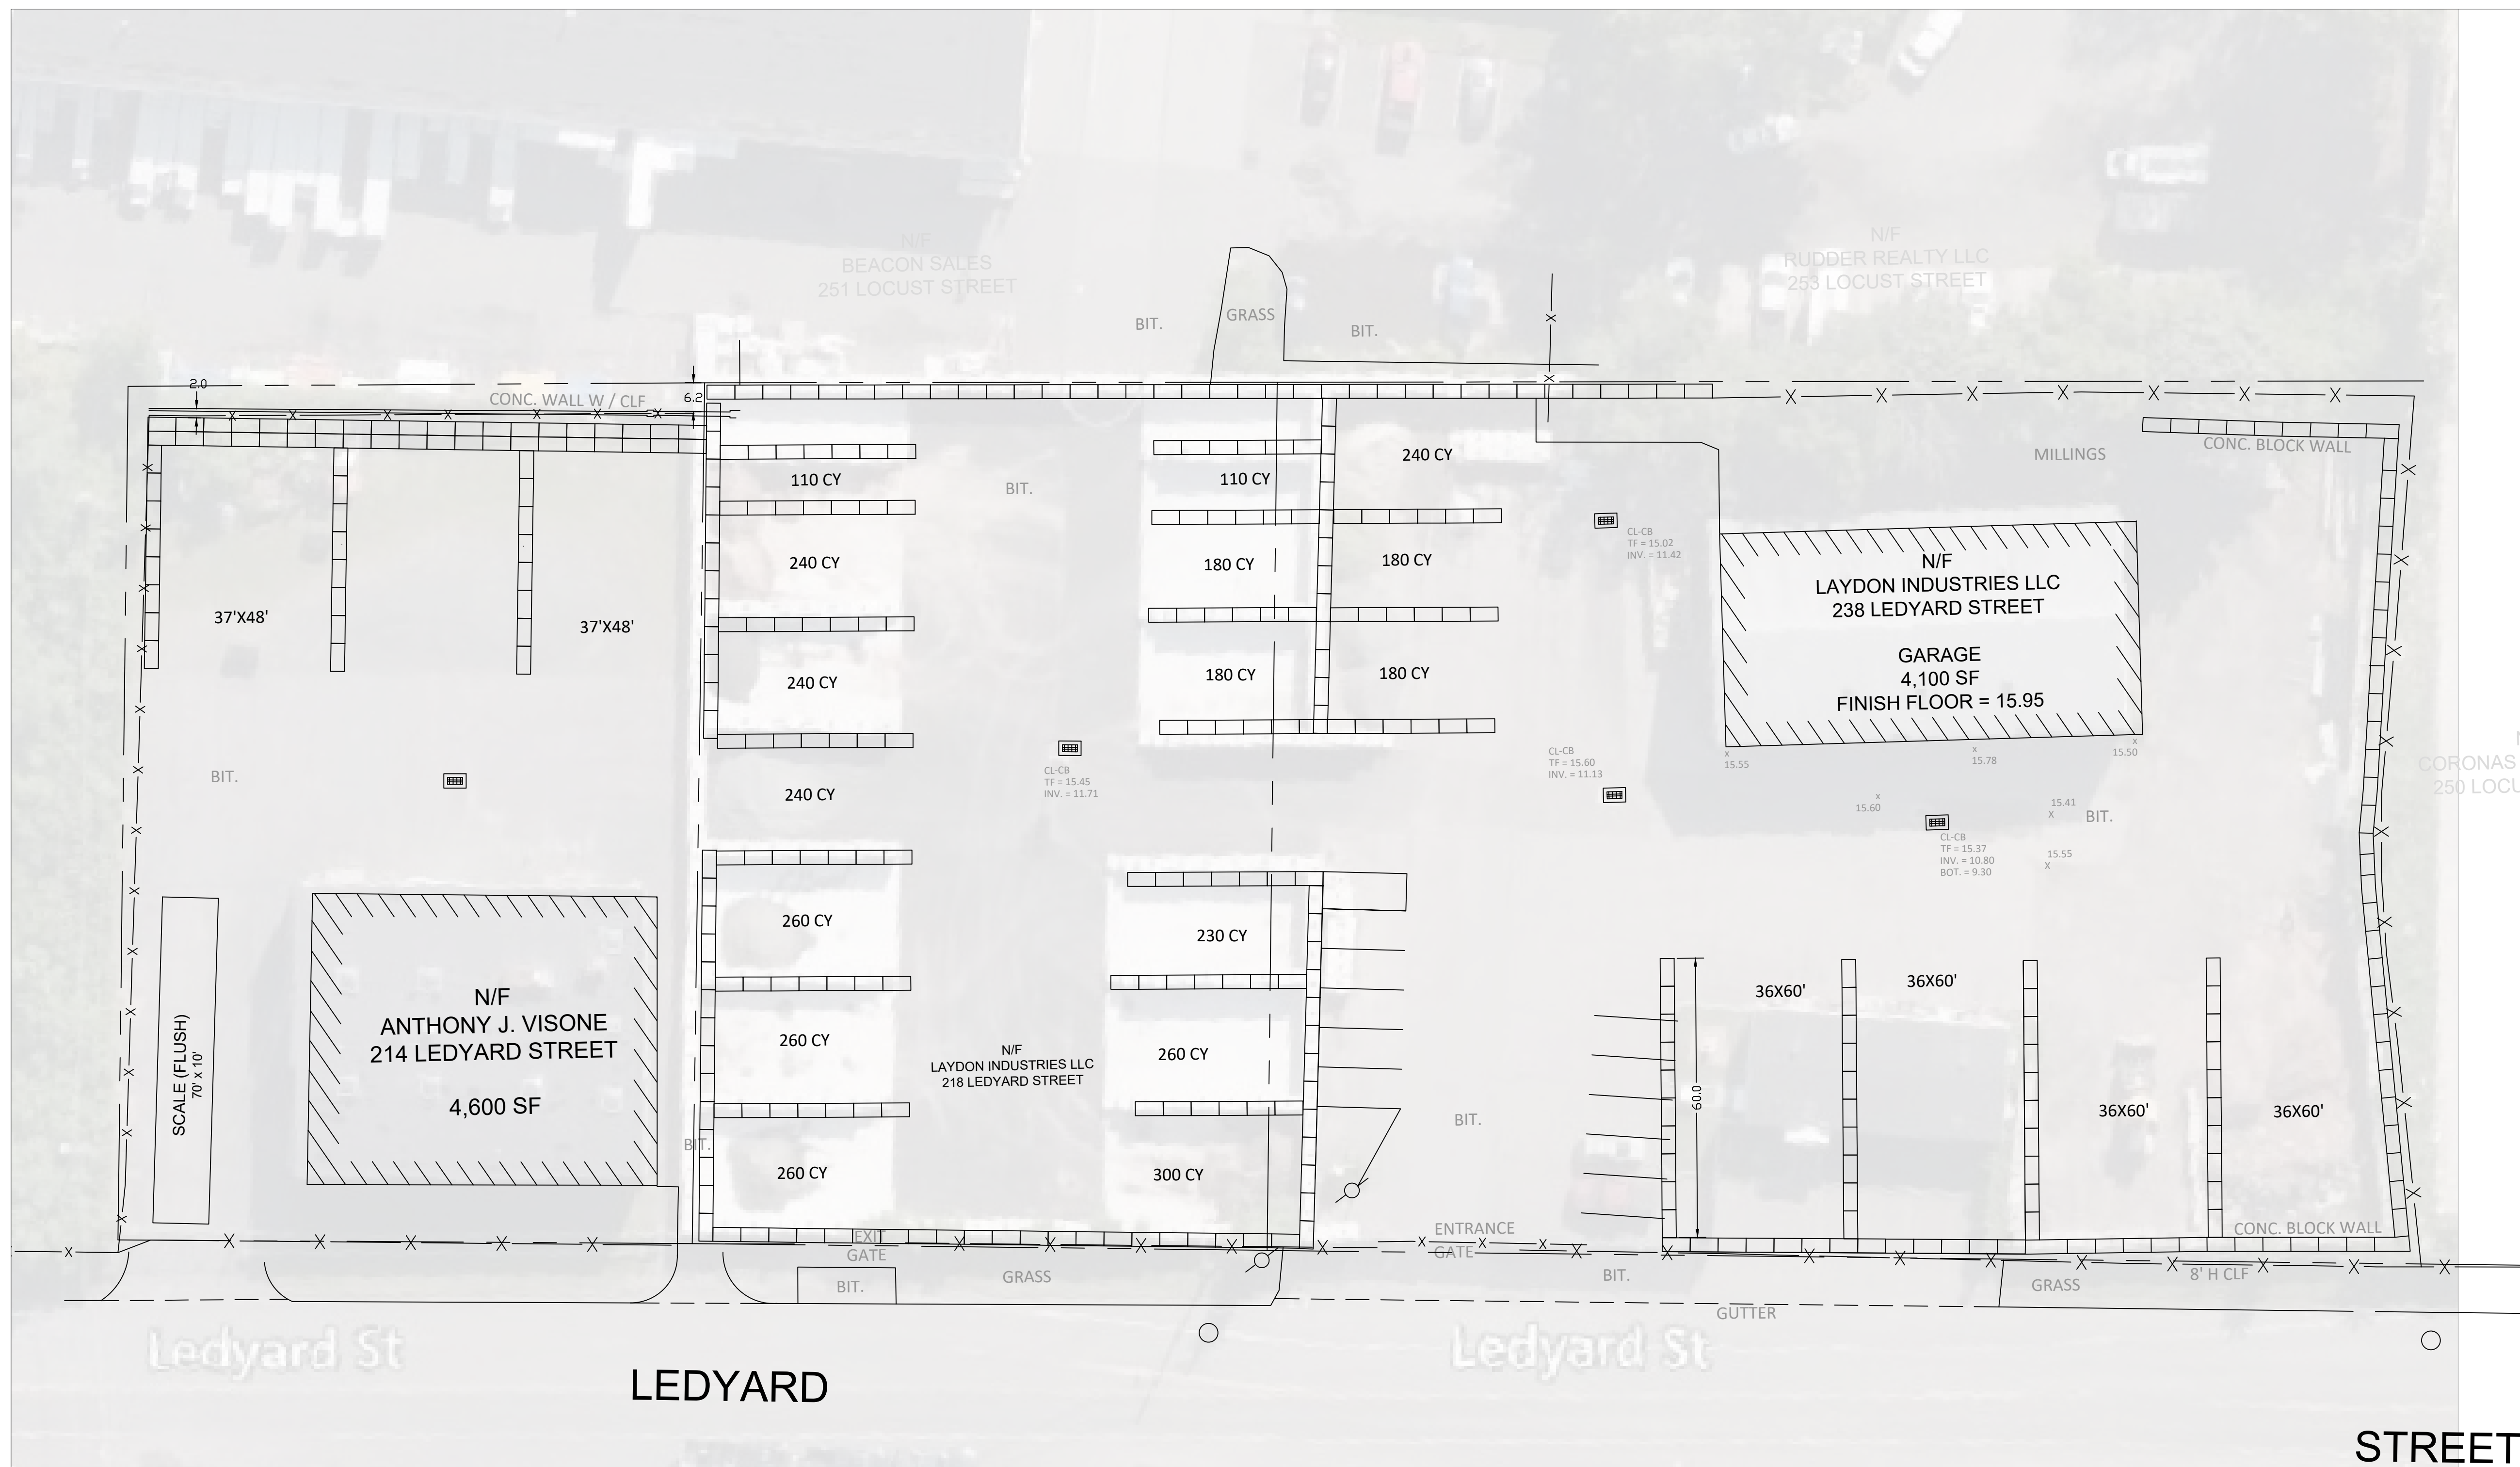 N/F
BEACON SALES
251 LOCUST STREET
N/F
RUDDER REALTY LLC
253 LOCUST STREET
BIT.
GRASS
BIT.
2.0
CONC. WALL W / CLF
6.2
MILLINGS
CONC. BLOCK WALL
110 CY
BIT.
110 CY
240 CY
CL-CB
TF = 15.02
INV. = 11.42
240 CY
180 CY
180 CY
N/F
LAYDON INDUSTRIES LLC
238 LEDYARD STREET
GARAGE
4,100 SF
FINISH FLOOR = 15.95
37'X48'
37'X48'
240 CY
180 CY
180 CY
BIT.
240 CY
CL-CB
TF = 15.45
INV. = 11.71
CL-CB
TF = 15.60
INV. = 11.13
x
15.55
x
15.78
x
15.50
x
15.60
15.41
x
BIT.
CL-CB
TF = 15.37
INV. = 10.80
BOT. = 9.30
15.55
x
CORONAS
250 LOCU
SCALE (FLUSH)
70' x 10'
N/F
ANTHONY J. VISONE
214 LEDYARD STREET
4,600 SF
BIT.
260 CY
230 CY
260 CY
N/F
LAYDON INDUSTRIES LLC
218 LEDYARD STREET
260 CY
260 CY
300 CY
BIT.
60.0
36X60'
36X60'
36X60'
36X60'
EXIT
GATE
ENTRANCE
GATE
CONC. BLOCK WALL
BIT.
GRASS
BIT.
GRASS
8' H CLF
GUTTER
Ledyard St
Ledyard St
LEDYARD
STREET